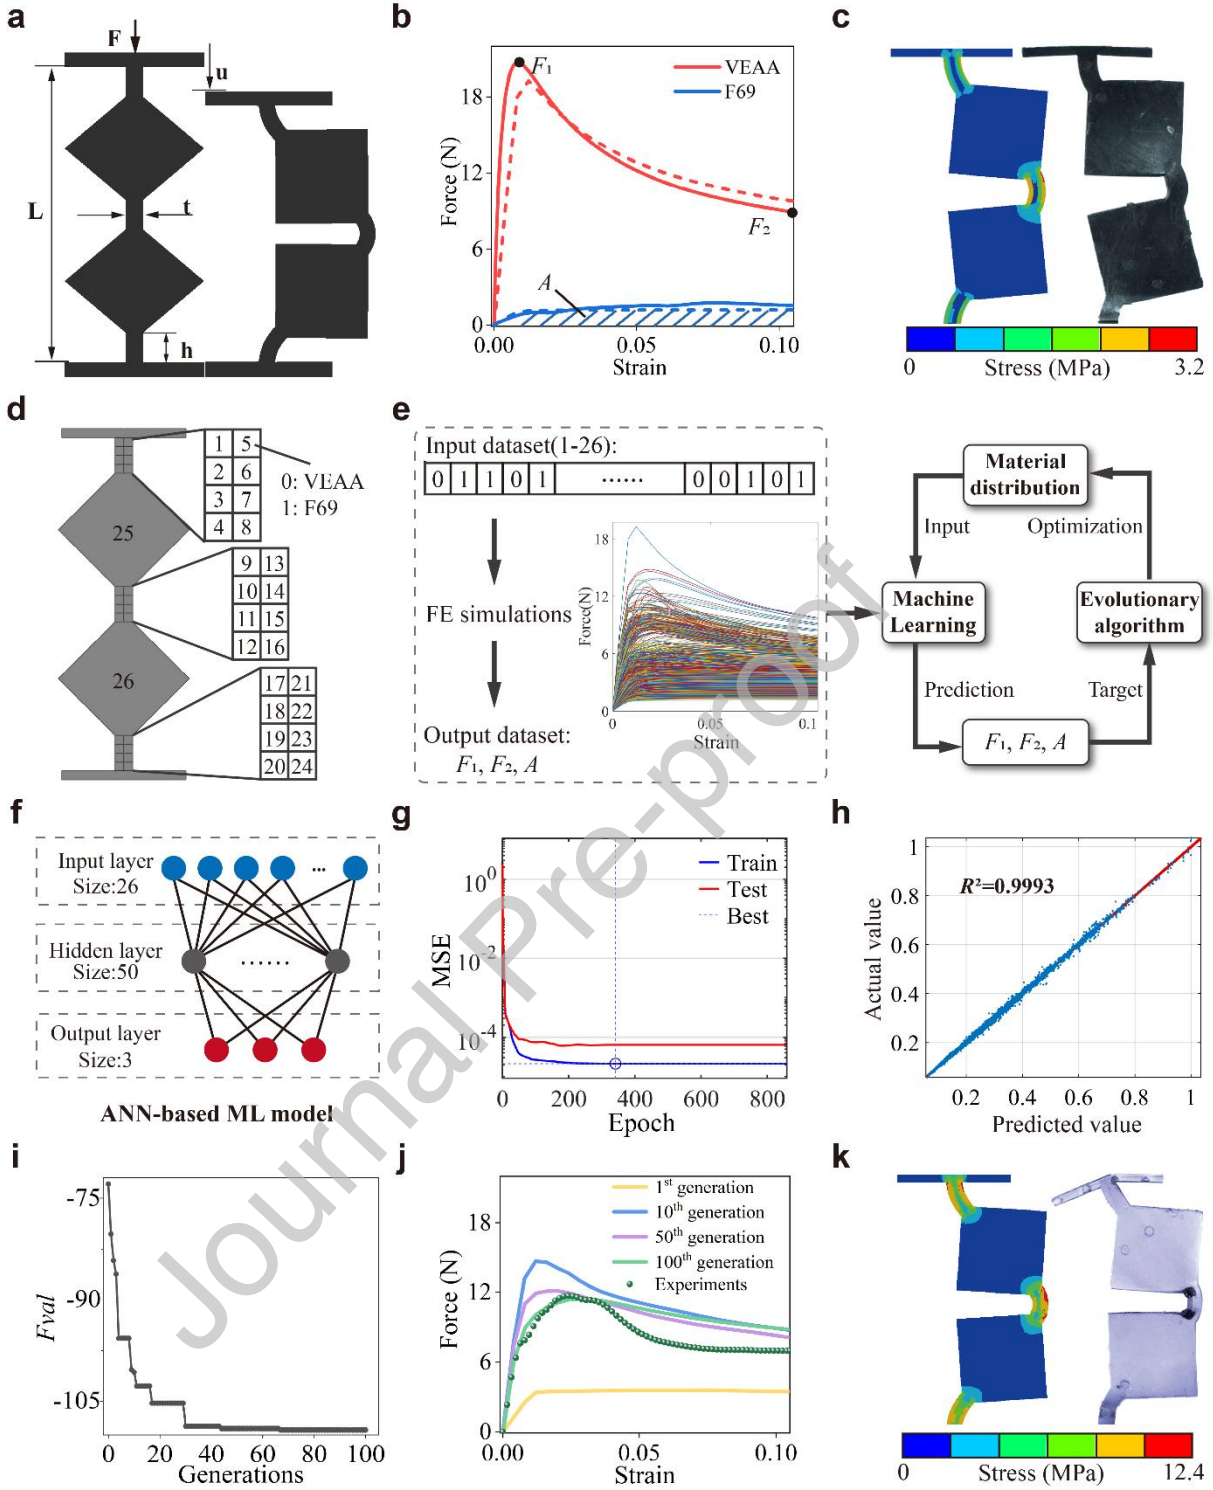 a
F
u
L
t
h
b
Force (N)
18
12
6
0
F₁
F₂
A
VEAA
F69
0.00
0.05
0.10
Strain
c
0
Stress (MPa)
3.2
d
1 5
2 6
3 7
4 8
0: VEAA
1: F69
25
9 13
10 14
11 15
12 16
26
17 21
18 22
19 23
20 24
e
Input dataset(1-26):
0 1 1 0 1 ...... 0 0 1 0 1
FE simulations
Output dataset:
F₁, F₂, A
Force(N)
18
12
6
0
0
0.05
0.1
Strain
Material
distribution
Input
Optimization
Machine
Learning
Evolutionary
algorithm
Prediction
Target
F₁, F₂, A
f
Input layer
Size:26
...
Hidden layer
Size:50
......
Output layer
Size:3
ANN-based ML model
g
MSE
10⁰
10⁻²
10⁻⁴
Train
Test
Best
0 200 400 600 800
Epoch
h
R²=0.9993
Actual value
1
0.8
0.6
0.4
0.2
0.2 0.4 0.6 0.8 1
Predicted value
i
Fval
-75
-90
-105
0 20 40 60 80 100
Generations
j
Force (N)
18
12
6
0
1st generation
10th generation
50th generation
100th generation
Experiments
0.00
0.05
0.10
Strain
k
0
Stress (MPa)
12.4
Journal Pre-proof